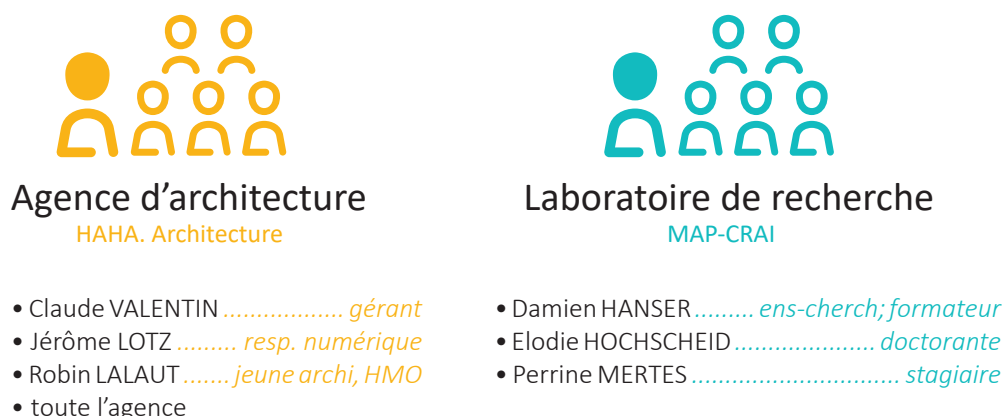 Agence d’architecture
HAHA. Architecture
• Claude VALENTIN .................. gérant
• Jérôme LOTZ ......... resp. numérique
• Robin LALAUT ....... jeune archi, HMO
• toute l’agence
Laboratoire de recherche
MAP-CRAI
• Damien HANSER ......... ens-cherch; formateur
• Elodie HOCHSCHEID ..................... doctorante
• Perrine MERTES ............................... stagiaire